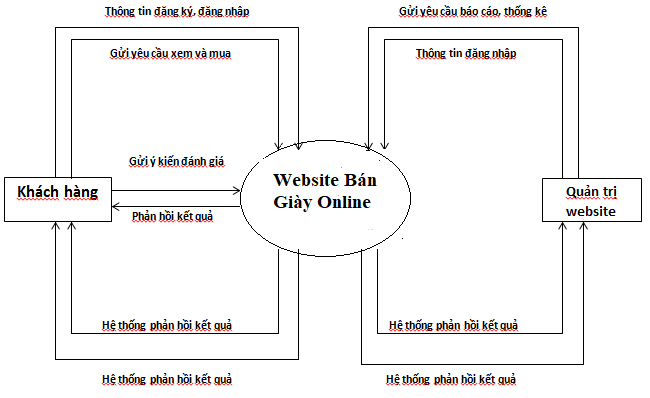 Thông tin đăng ký, đăng nhập
Gửi yêu cầu báo cáo, thống kê
Gửi yêu cầu xem và mua
Thông tin đăng nhập
Gửi ý kiến đánh giá
Website Bán
Giày Online
Khách hàng
Quản trị
website
Phản hồi kết quả
Hệ thống phản hồi kết quả
Hệ thống phản hồi kết quả
Hệ thống phản hồi kết quả
Hệ thống phản hồi kết quả